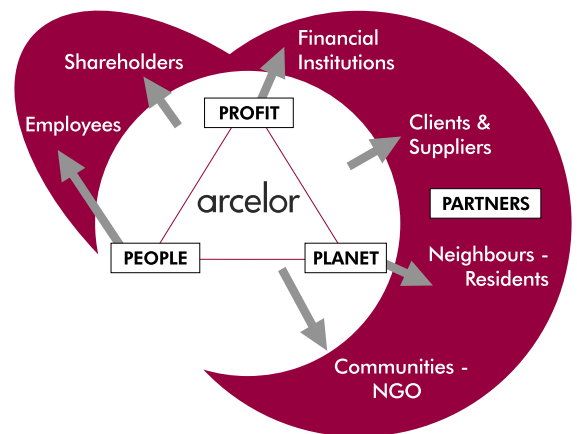 Financial
Institutions
Shareholders
PROFIT
Employees
Clients &
Suppliers
arcelor
PARTNERS
PEOPLE
PLANET
Neighbours -
Residents
Communities -
NGO